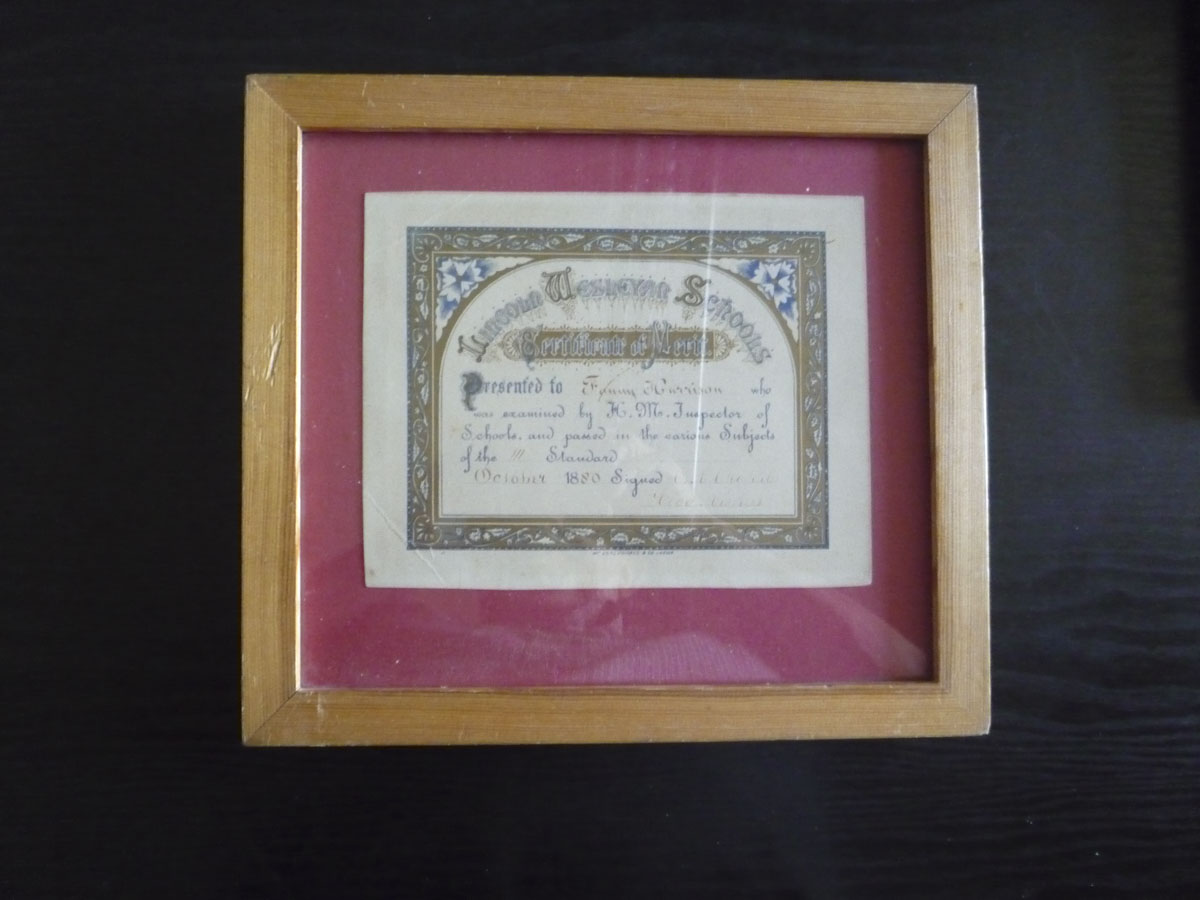 Lincoln Wesleyan Schools
Certificate of Merit
Presented to Fanny Harrison who
was examined by H. M. Inspector of
Schools, and passed in the various Subjects
of the III Standard
October 1880 Signed